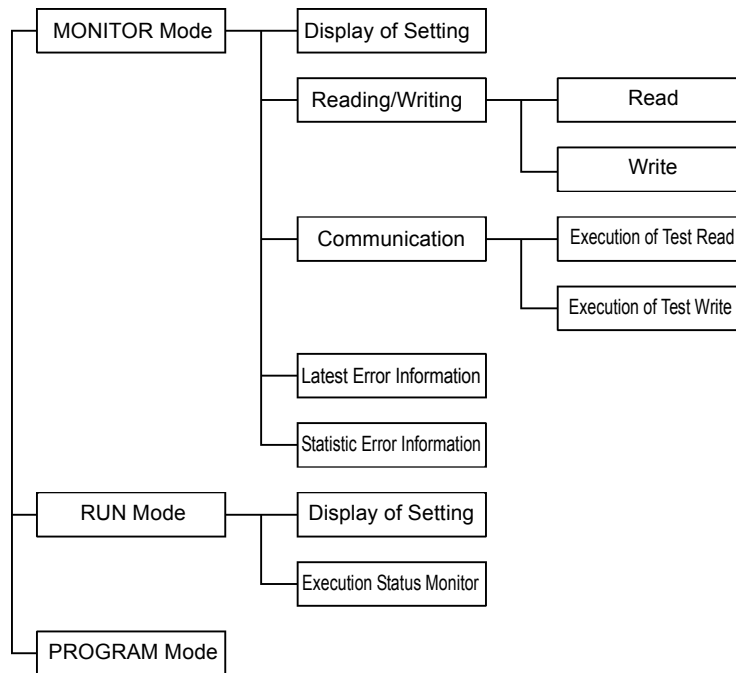 MONITOR Mode
Display of Setting
Reading/Writing
Read
Write
Communication
Execution of Test Read
Execution of Test Write
Latest Error Information
Statistic Error Information
RUN Mode
Display of Setting
Execution Status Monitor
PROGRAM Mode